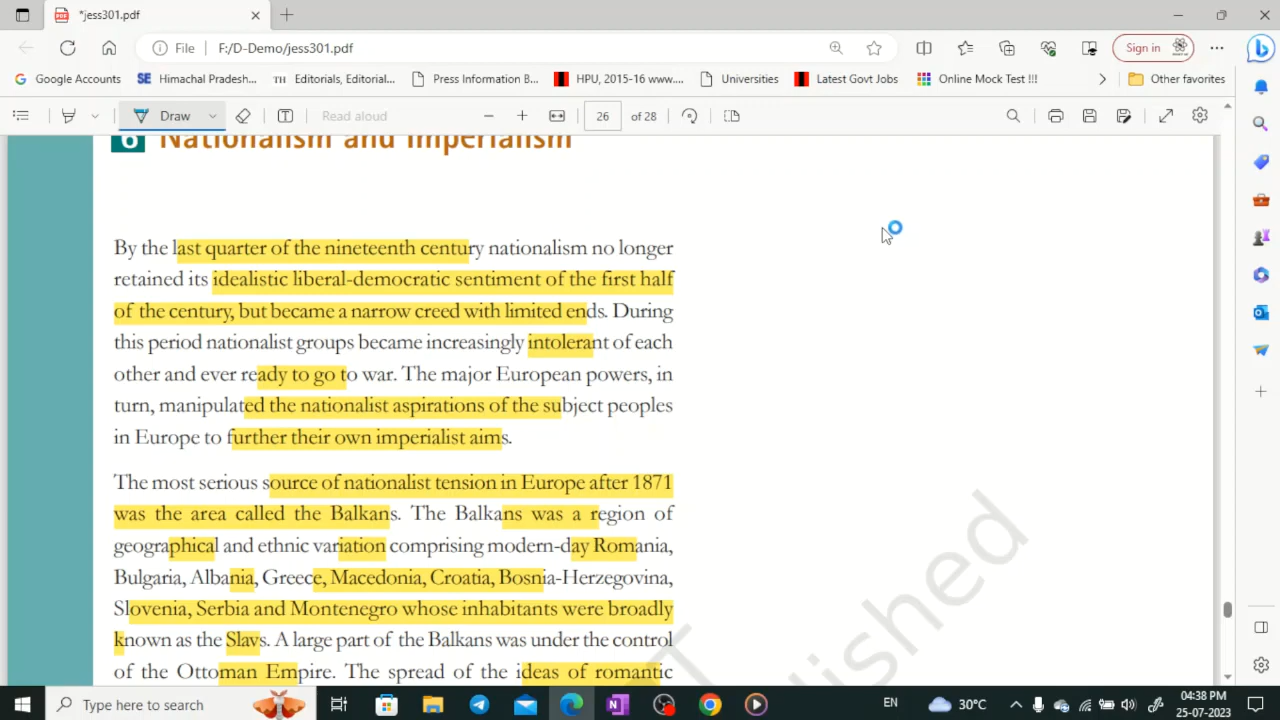 *jess301.pdf
File F:/D-Demo/jess301.pdf Sign in
Google Accounts SE Himachal Pradesh... TH Editorials, Editorial... Press Information B... HPU, 2015-16 www.... Universities Latest Govt Jobs Online Mock Test !!! Other favorites
Draw Read aloud 26 of 28
6 Nationalism and Imperialism
By the last quarter of the nineteenth century nationalism no longer
retained its idealistic liberal-democratic sentiment of the first half
of the century, but became a narrow creed with limited ends. During
this period nationalist groups became increasingly intolerant of each
other and ever ready to go to war. The major European powers, in
turn, manipulated the nationalist aspirations of the subject peoples
in Europe to further their own imperialist aims.
The most serious source of nationalist tension in Europe after 1871
was the area called the Balkans. The Balkans was a region of
geographical and ethnic variation comprising modern-day Romania,
Bulgaria, Albania, Greece, Macedonia, Croatia, Bosnia-Herzegovina,
Slovenia, Serbia and Montenegro whose inhabitants were broadly
known as the Slavs. A large part of the Balkans was under the control
of the Ottoman Empire. The spread of the ideas of romantic
T
shed
Type here to search 30°C EN 04:38 PM
25-07-2023